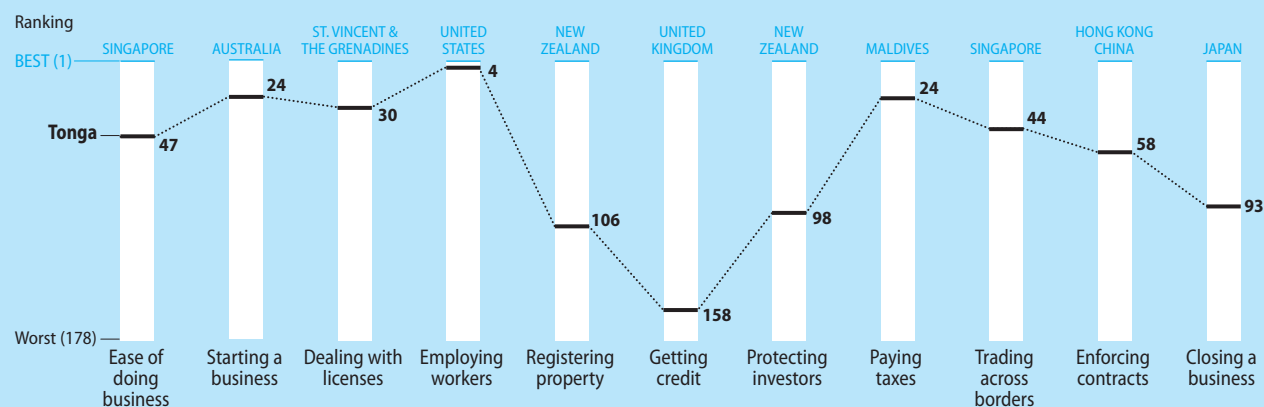 Ranking
BEST (1)
SINGAPORE
AUSTRALIA
ST. VINCENT &
THE GRENADINES
UNITED
STATES
NEW
ZEALAND
UNITED
KINGDOM
NEW
ZEALAND
MALDIVES
SINGAPORE
HONG KONG
CHINA
JAPAN
Tonga
47
24
30
4
106
158
98
24
44
58
93
Worst (178)
Ease of
doing
business
Starting a
business
Dealing with
licenses
Employing
workers
Registering
property
Getting
credit
Protecting
investors
Paying
taxes
Trading
across
borders
Enforcing
contracts
Closing a
business